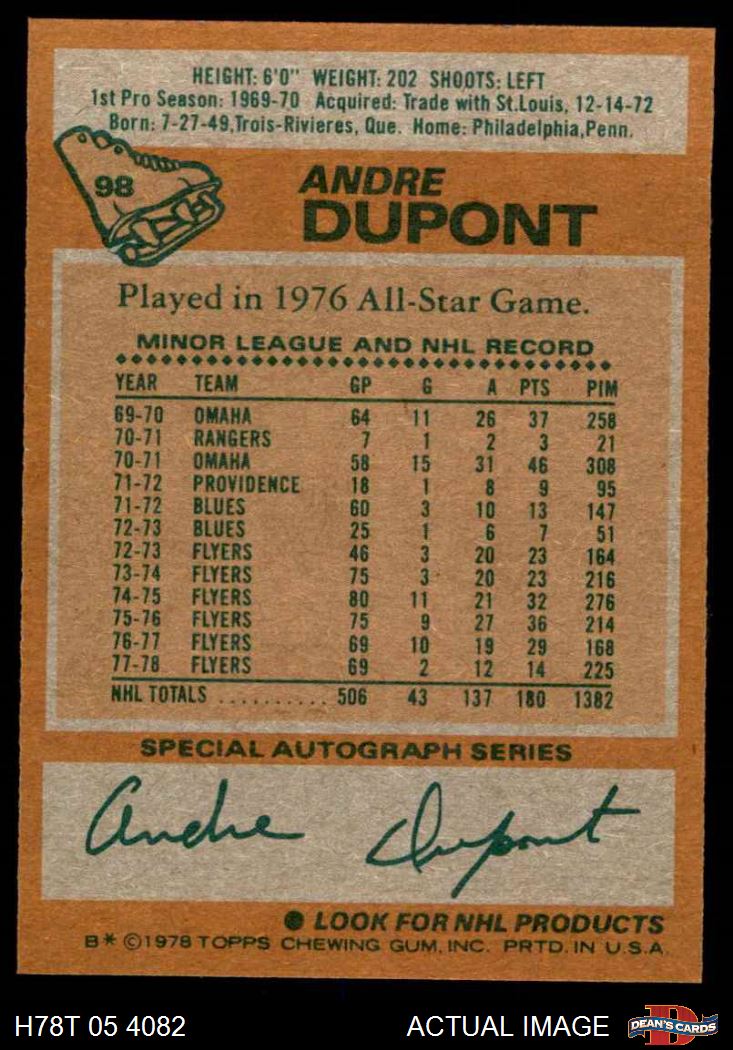 HEIGHT: 6'0" WEIGHT: 202 SHOOTS: LEFT
1st Pro Season: 1969-70 Acquired: Trade with St.Louis, 12-14-72
Born: 7-27-49,Trois-Rivieres, Que. Home: Philadelphia,Penn.
98
ANDRE
DUPONT
Played in 1976 All-Star Game.
MINOR LEAGUE AND NHL RECORD
YEAR TEAM GP G A PTS PIM
69-70 OMAHA 64 11 26 37 258
70-71 RANGERS 7 1 2 3 21
70-71 OMAHA 58 15 31 46 308
71-72 PROVIDENCE 18 1 8 9 95
71-72 BLUES 60 3 10 13 147
72-73 BLUES 25 1 6 7 51
72-73 FLYERS 46 3 20 23 164
73-74 FLYERS 75 3 20 23 216
74-75 FLYERS 80 11 21 32 276
75-76 FLYERS 75 9 27 36 214
76-77 FLYERS 69 10 19 29 168
77-78 FLYERS 69 2 12 14 225
NHL TOTALS .......... 506 43 137 180 1382
SPECIAL AUTOGRAPH SERIES
Andre Dupont
● LOOK FOR NHL PRODUCTS
B* ©1978 TOPPS CHEWING GUM, INC. PRTD. IN U.S.A.
H78T 05 4082 ACTUAL IMAGE DEAN'S CARDS